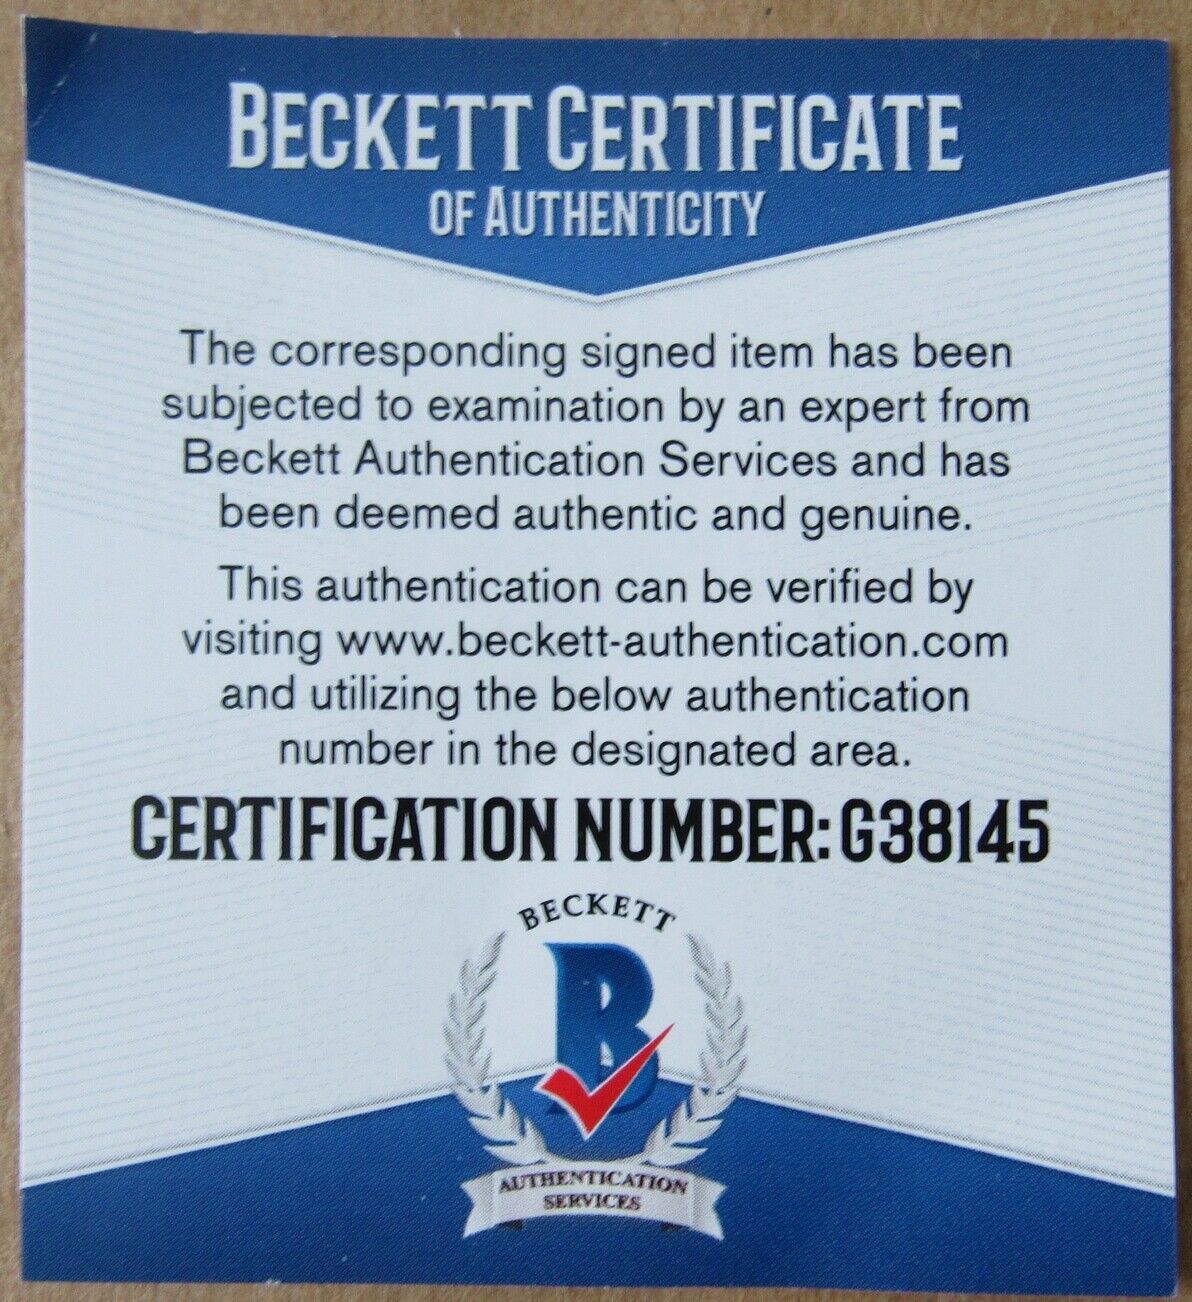 BECKETT CERTIFICATE
OF AUTHENTICITY
The corresponding signed item has been
subjected to examination by an expert from
Beckett Authentication Services and has
been deemed authentic and genuine.
This authentication can be verified by
visiting www.beckett-authentication.com
and utilizing the below authentication
number in the designated area.
CERTIFICATION NUMBER: G38145
BECKETT
B
AUTHENTICATION
SERVICES